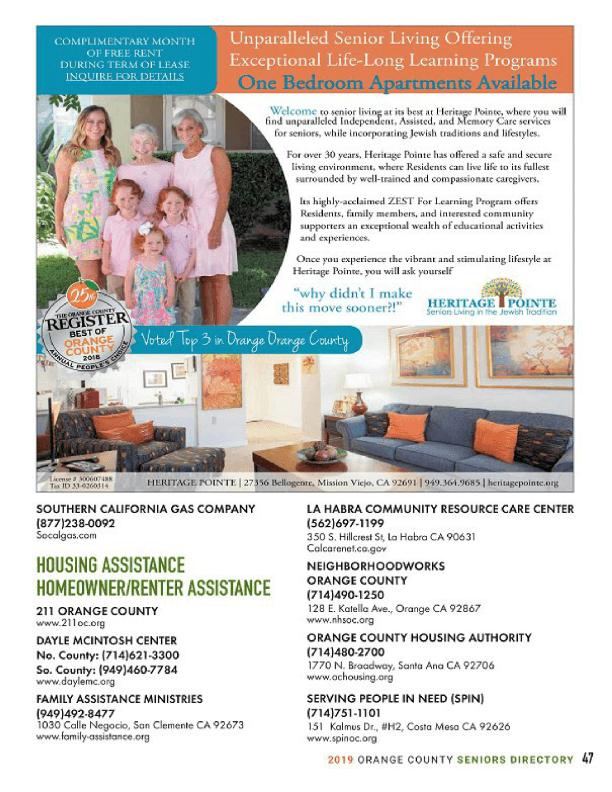 COMPLIMENTARY MONTH
OF FREE RENT
DURING TERM OF LEASE
INQUIRE FOR DETAILS
Unparalleled Senior Living Offering
Exceptional Life-Long Learning Programs
One Bedroom Apartments Available
Welcome to senior living at its best at Heritage Pointe, where you will
find unparalleled Independent, Assisted, and Memory Care services
for seniors, while incorporating Jewish traditions and lifestyles.
For over 30 years, Heritage Pointe has offered a safe and secure
living environment, where Residents can live life to its fullest
surrounded by well-trained and compassionate caregivers.
Its highly-acclaimed ZEST For Learning Program offers
Residents, family members, and interested community
supporters an exceptional wealth of educational activities
and experiences.
Once you experience the vibrant and stimulating lifestyle at
Heritage Pointe, you will ask yourself
"why didn't I make
this move sooner?!"
HERITAGE POINTE
Seniors Living in the Jewish Tradition
25TH
THE ORANGE COUNTY
REGISTER
BEST OF
ORANGE
COUNTY
2018
ANNUAL PEOPLE'S CHOICE
Voted Top 3 in Orange Orange County
License # 300607488
Tax ID 33-0260314
HERITAGE POINTE | 27356 Bellogente, Mission Viejo, CA 92691 | 949.364.9685 | heritagepointe.org
SOUTHERN CALIFORNIA GAS COMPANY
(877)238-0092
Socalgas.com
HOUSING ASSISTANCE
HOMEOWNER/RENTER ASSISTANCE
211 ORANGE COUNTY
www.211oc.org
DAYLE MCINTOSH CENTER
No. County: (714)621-3300
So. County: (949)460-7784
www.daylemc.org
FAMILY ASSISTANCE MINISTRIES
(949)492-8477
1030 Calle Negocio, San Clemente CA 92673
www.family-assistance.org
LA HABRA COMMUNITY RESOURCE CARE CENTER
(562)697-1199
350 S. Hillcrest St, La Habra CA 90631
Calcarenet.ca.gov
NEIGHBORHOODWORKS
ORANGE COUNTY
(714)490-1250
128 E. Katella Ave., Orange CA 92867
www.nhsoc.org
ORANGE COUNTY HOUSING AUTHORITY
(714)480-2700
1770 N. Broadway, Santa Ana CA 92706
www.ochousing.org
SERVING PEOPLE IN NEED (SPIN)
(714)751-1101
151 Kalmus Dr., #H2, Costa Mesa CA 92626
www.spinoc.org
2019 ORANGE COUNTY SENIORS DIRECTORY 47